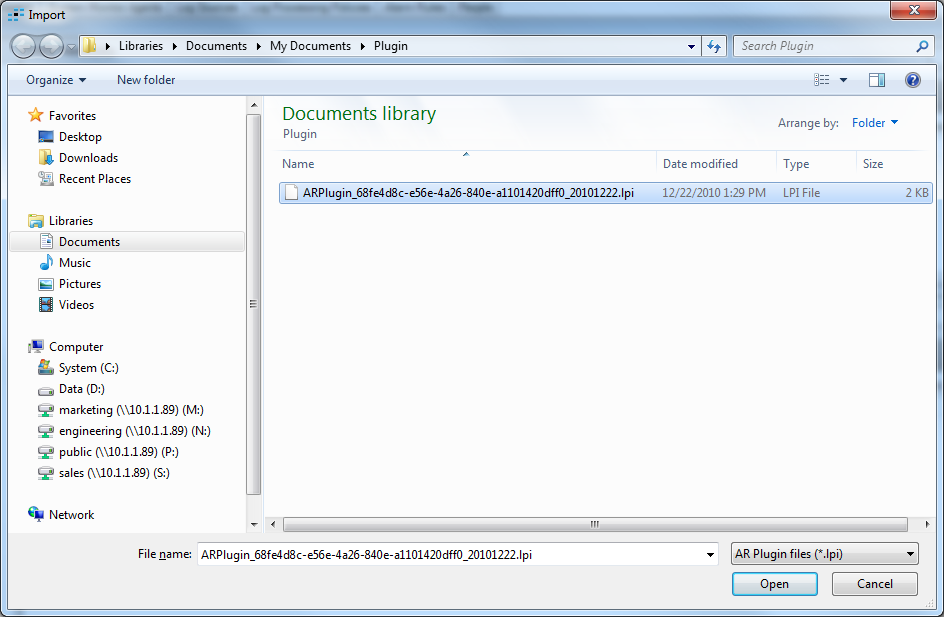 Import
Libraries Documents My Documents Plugin
Search Plugin
Organize New folder
Favorites
Desktop
Downloads
Recent Places
Libraries
Documents
Music
Pictures
Videos
Computer
System (C:)
Data (D:)
marketing (\\10.1.1.89) (M:)
engineering (\\10.1.1.89) (N:)
public (\\10.1.1.89) (P:)
sales (\\10.1.1.89) (S:)
Network
Documents library
Plugin
Arrange by: Folder
Name Date modified Type Size
ARPlugin_68fe4d8c-e56e-4a26-840e-a1101420dff0_20101222.lpi 12/22/2010 1:29 PM LPI File 2 KB
File name: ARPlugin_68fe4d8c-e56e-4a26-840e-a1101420dff0_20101222.lpi AR Plugin files (*.lpi)
Open Cancel